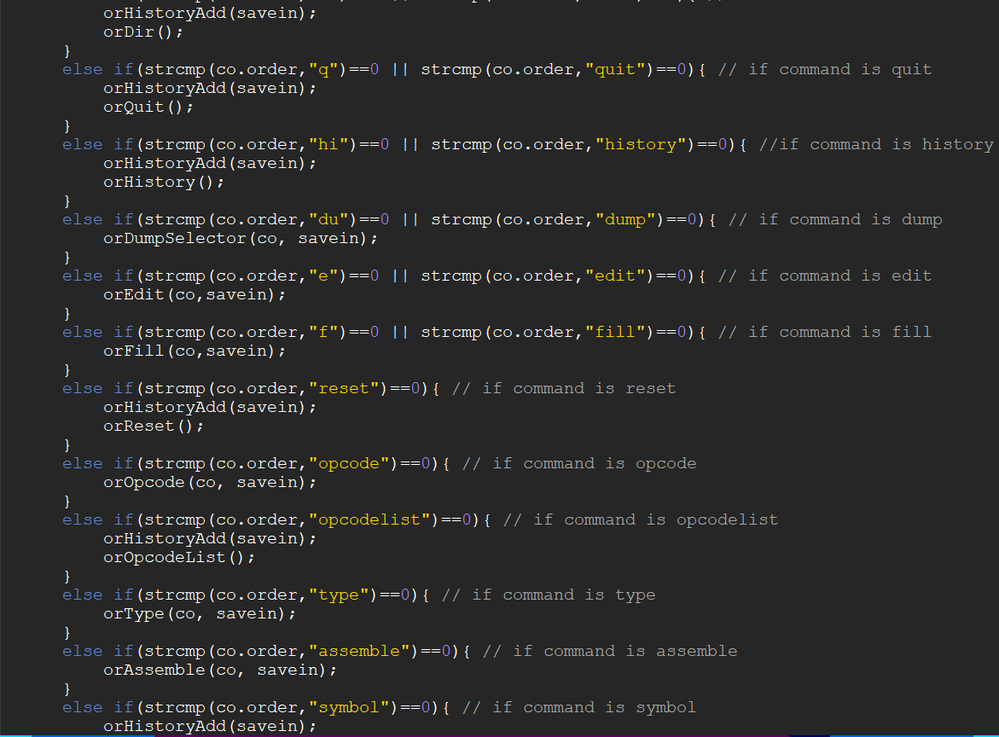 orHistoryAdd(savein);
orDir();
}
else if(strcmp(co.order,"q")==0 || strcmp(co.order,"quit")==0){ // if command is quit
orHistoryAdd(savein);
orQuit();
}
else if(strcmp(co.order,"hi")==0 || strcmp(co.order,"history")==0){ //if command is history
orHistoryAdd(savein);
orHistory();
}
else if(strcmp(co.order,"du")==0 || strcmp(co.order,"dump")==0){ // if command is dump
orDumpSelector(co, savein);
}
else if(strcmp(co.order,"e")==0 || strcmp(co.order,"edit")==0){ // if command is edit
orEdit(co,savein);
}
else if(strcmp(co.order,"f")==0 || strcmp(co.order,"fill")==0){ // if command is fill
orFill(co,savein);
}
else if(strcmp(co.order,"reset")==0){ // if command is reset
orHistoryAdd(savein);
orReset();
}
else if(strcmp(co.order,"opcode")==0){ // if command is opcode
orOpcode(co, savein);
}
else if(strcmp(co.order,"opcodelist")==0){ // if command is opcodelist
orHistoryAdd(savein);
orOpcodeList();
}
else if(strcmp(co.order,"type")==0){ // if command is type
orType(co, savein);
}
else if(strcmp(co.order,"assemble")==0){ // if command is assemble
orAssemble(co, savein);
}
else if(strcmp(co.order,"symbol")==0){ // if command is symbol
orHistoryAdd(savein);